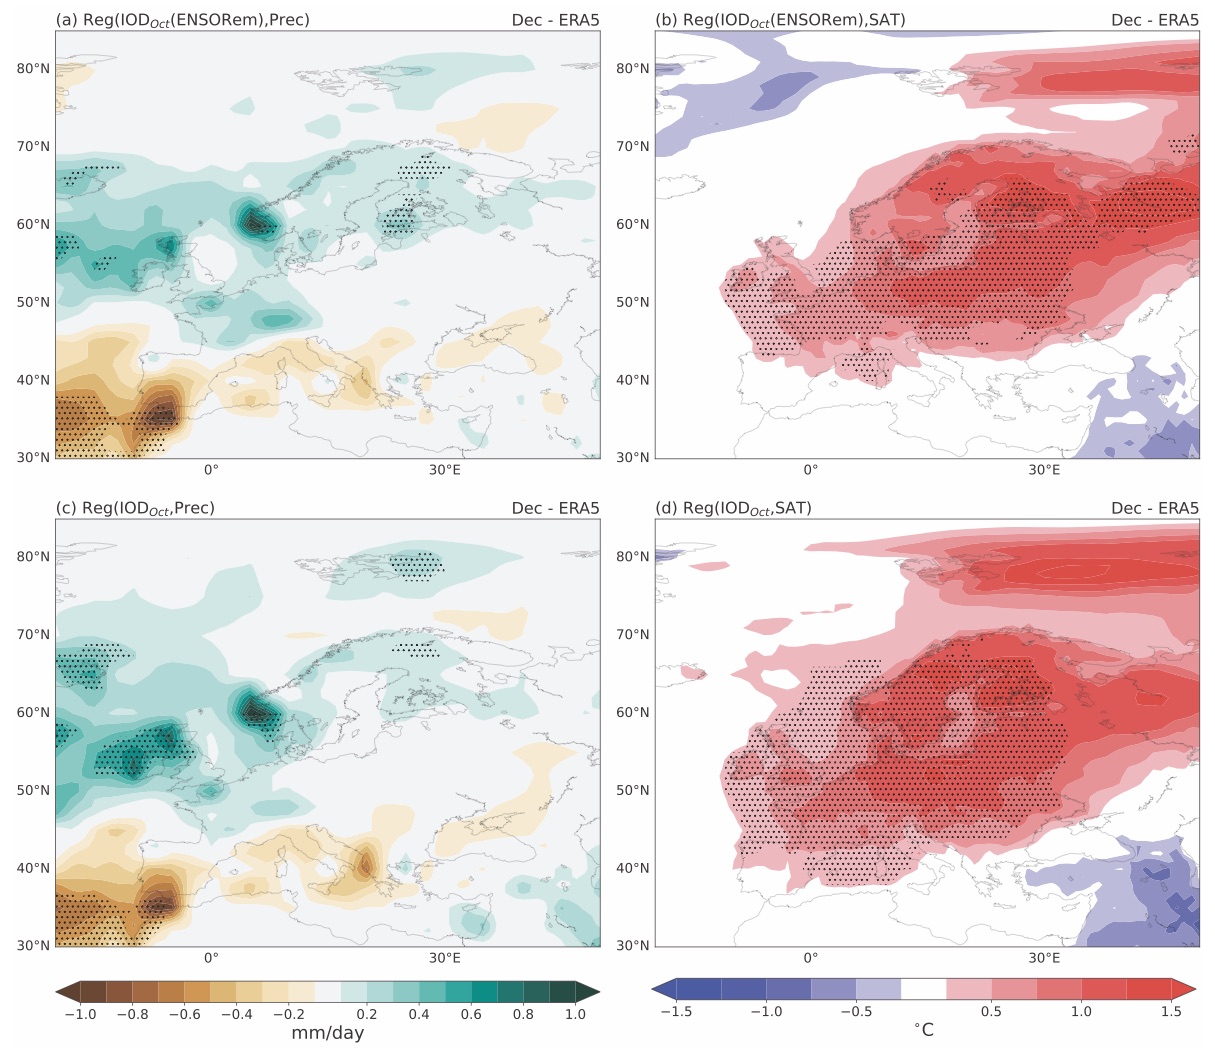 (a) Reg(IOD_Oct(ENSORem),Prec) Dec - ERA5
(b) Reg(IOD_Oct(ENSORem),SAT) Dec - ERA5
80°N
70°N
60°N
50°N
40°N
30°N
0° 30°E
80°N
70°N
60°N
50°N
40°N
30°N
0° 30°E
(c) Reg(IOD_Oct,Prec) Dec - ERA5
(d) Reg(IOD_Oct,SAT) Dec - ERA5
80°N
70°N
60°N
50°N
40°N
30°N
0° 30°E
80°N
70°N
60°N
50°N
40°N
30°N
0° 30°E
−1.0 −0.8 −0.6 −0.4 −0.2 0.2 0.4 0.6 0.8 1.0
mm/day
−1.5 −1.0 −0.5 0.5 1.0 1.5
°C